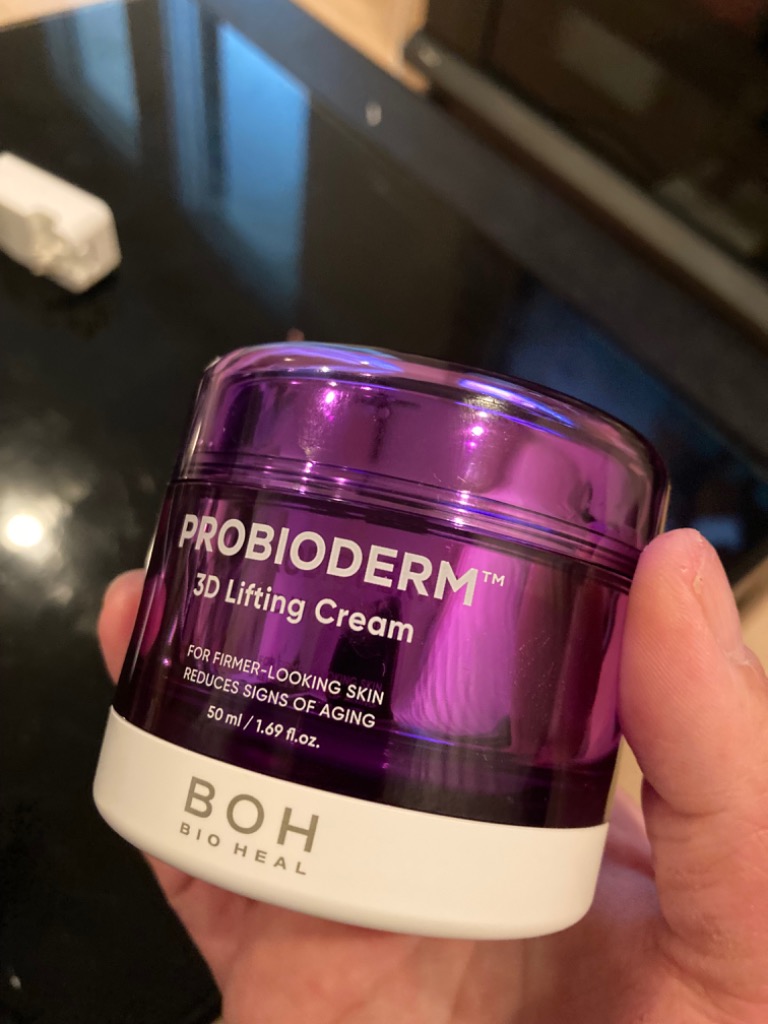 PROBIODERM™
3D Lifting Cream
FOR FIRMER-LOOKING SKIN
REDUCES SIGNS OF AGING
50 ml / 1.69 fl.oz.
BOH
BIO HEAL